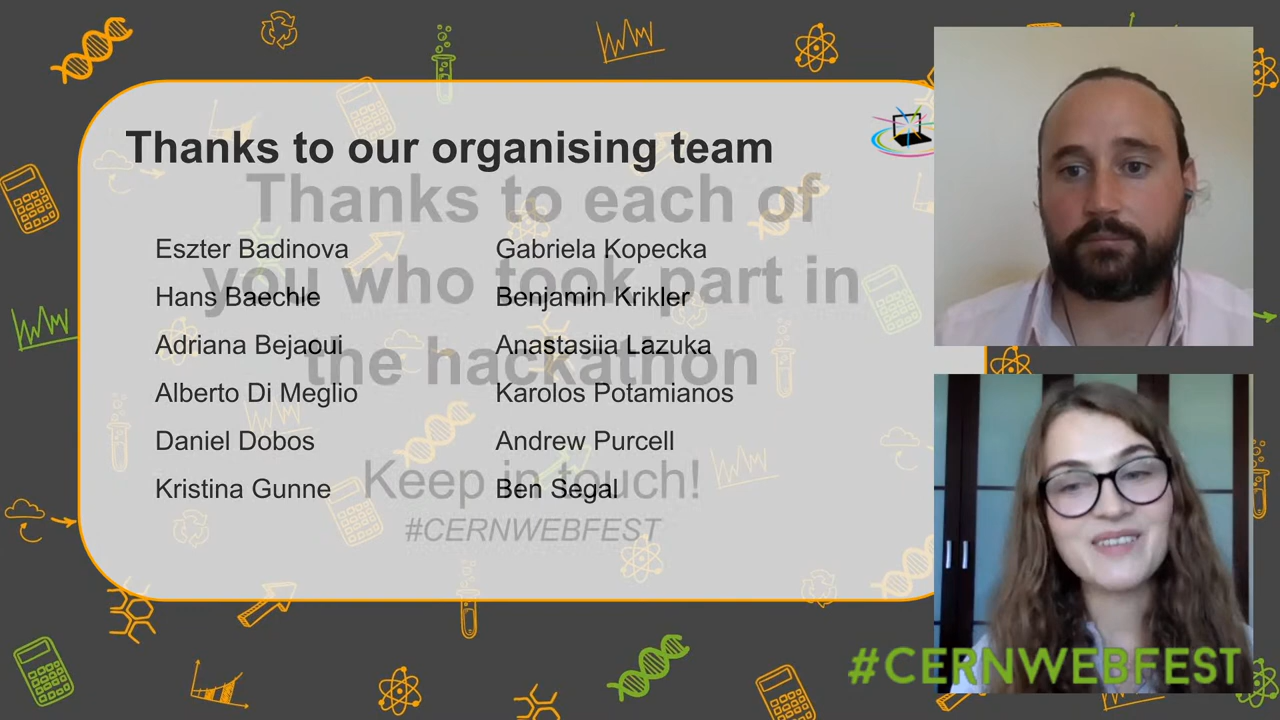 Thanks to our organising team
Thanks to each of
you who took part in
the hackathon
Eszter Badinova
Hans Baechle
Adriana Bejaoui
Alberto Di Meglio
Daniel Dobos
Kristina Gunne
Gabriela Kopecka
Benjamin Krikler
Anastasiia Lazuka
Karolos Potamianos
Andrew Purcell
Ben Segal
Keep in touch!
#CERNWEBFEST
#CERNWEBFEST